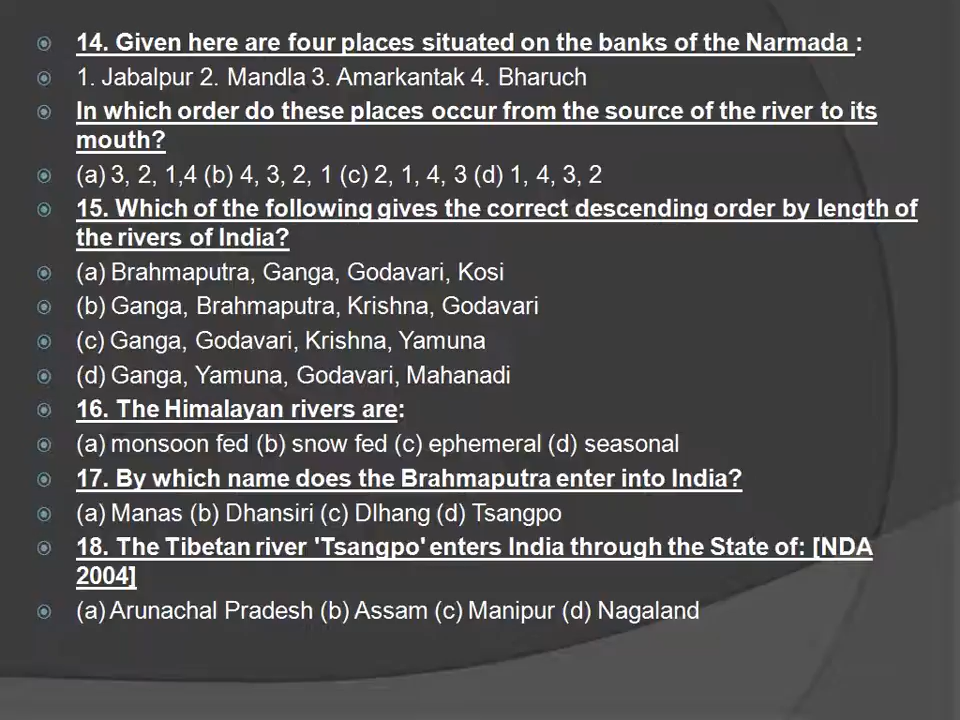 14. Given here are four places situated on the banks of the Narmada :
1. Jabalpur 2. Mandla 3. Amarkantak 4. Bharuch
In which order do these places occur from the source of the river to its
mouth?
(a) 3, 2, 1,4 (b) 4, 3, 2, 1 (c) 2, 1, 4, 3 (d) 1, 4, 3, 2
15. Which of the following gives the correct descending order by length of
the rivers of India?
(a) Brahmaputra, Ganga, Godavari, Kosi
(b) Ganga, Brahmaputra, Krishna, Godavari
(c) Ganga, Godavari, Krishna, Yamuna
(d) Ganga, Yamuna, Godavari, Mahanadi
16. The Himalayan rivers are:
(a) monsoon fed (b) snow fed (c) ephemeral (d) seasonal
17. By which name does the Brahmaputra enter into India?
(a) Manas (b) Dhansiri (c) Dlhang (d) Tsangpo
18. The Tibetan river 'Tsangpo' enters India through the State of: [NDA
2004]
(a) Arunachal Pradesh (b) Assam (c) Manipur (d) Nagaland